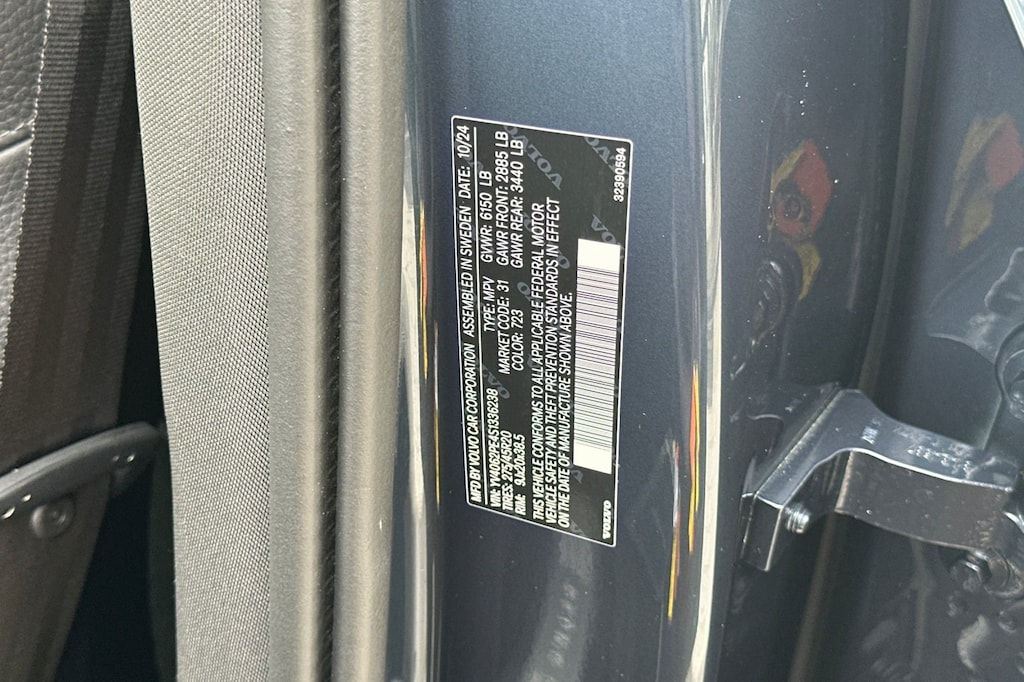 MFD BY VOLVO CAR CORPORATION ASSEMBLED IN SWEDEN DATE: 10/24
VIN: YV4062PE4S1336238 TYPE: MPV GVWR: 6150 LB
TIRES: 275/45R20 MARKET CODE: 31 GAWR FRONT: 2885 LB
RIM: 9Jx20x38.5 COLOR: 723 GAWR REAR: 3440 LB
THIS VEHICLE CONFORMS TO ALL APPLICABLE FEDERAL MOTOR
VEHICLE SAFETY AND THEFT PREVENTION STANDARDS IN EFFECT
ON THE DATE OF MANUFACTURE SHOWN ABOVE.
VOLVO 32390594